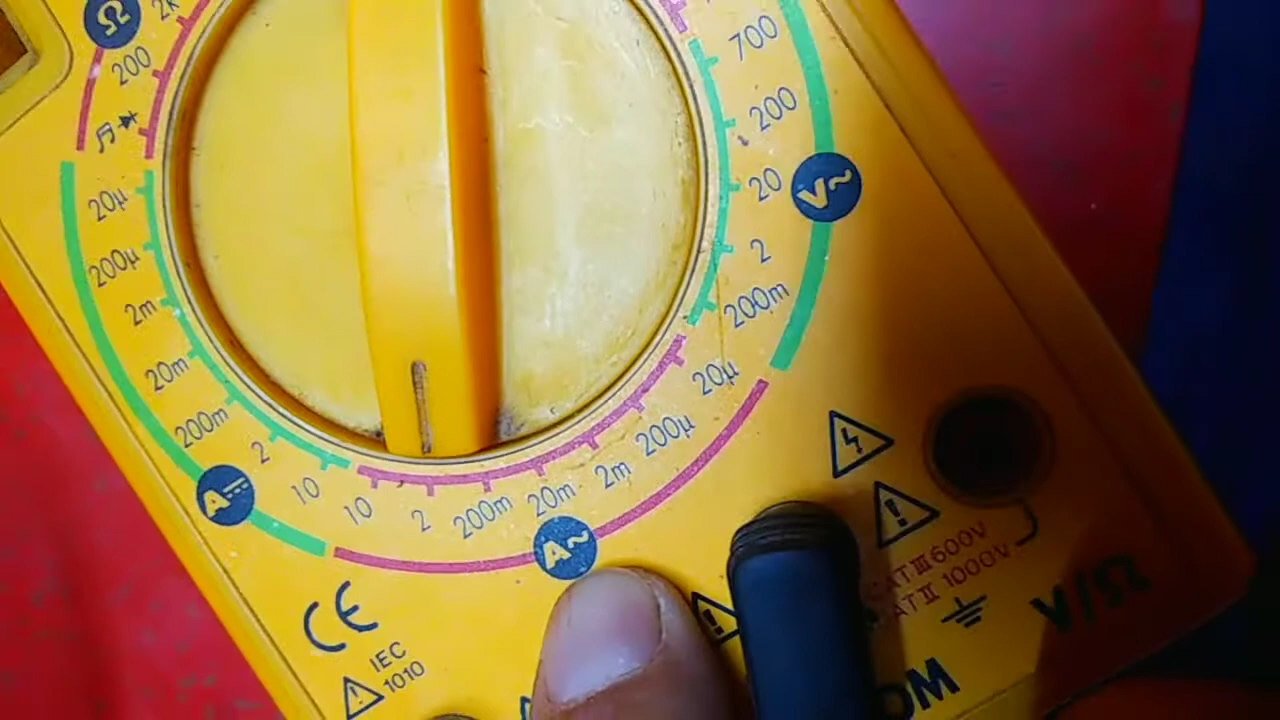 Ω
2k
200
20µ
200µ
2m
20m
200m
2
10
A
10
2
200m
20m
2m
200µ
20µ
A~
700
200
20
2
200m
V~
CE
IEC
1010
CAT III 600V
CAT II 1000V
V/Ω